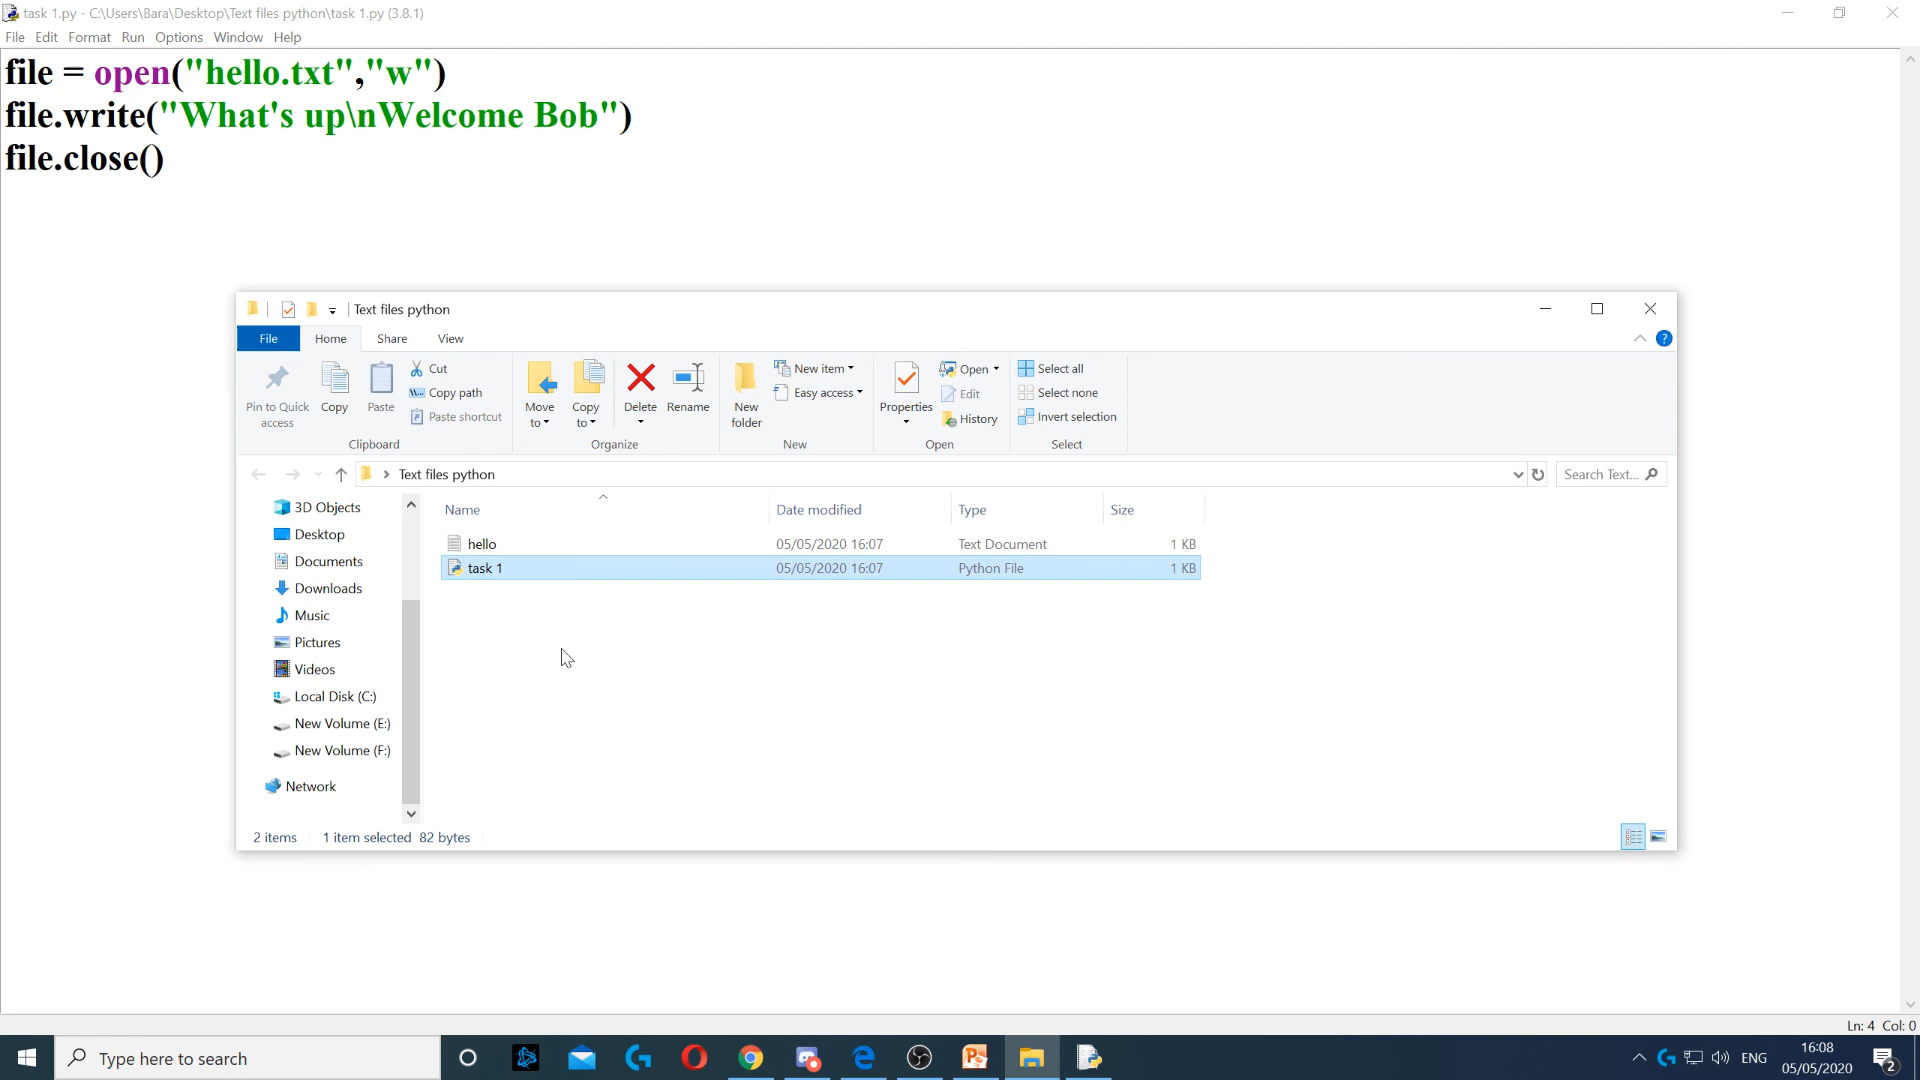 task 1.py - C:\Users\Bara\Desktop\Text files python\task 1.py (3.8.1)
File Edit Format Run Options Window Help
file = open("hello.txt","w")
file.write("What's up\nWelcome Bob")
file.close()
Text files python
File Home Share View
Pin to Quick access
Copy
Paste
Cut
Copy path
Paste shortcut
Clipboard
Move to
Copy to
Delete
Rename
Organize
New folder
New item
Easy access
New
Properties
Open
Edit
History
Open
Select all
Select none
Invert selection
Select
Text files python
Search Text...
3D Objects
Desktop
Documents
Downloads
Music
Pictures
Videos
Local Disk (C:)
New Volume (E:)
New Volume (F:)
Network
Name Date modified Type Size
hello 05/05/2020 16:07 Text Document 1 KB
task 1 05/05/2020 16:07 Python File 1 KB
2 items 1 item selected 82 bytes
Ln: 4 Col: 0
Type here to search
ENG
16:08
05/05/2020
2